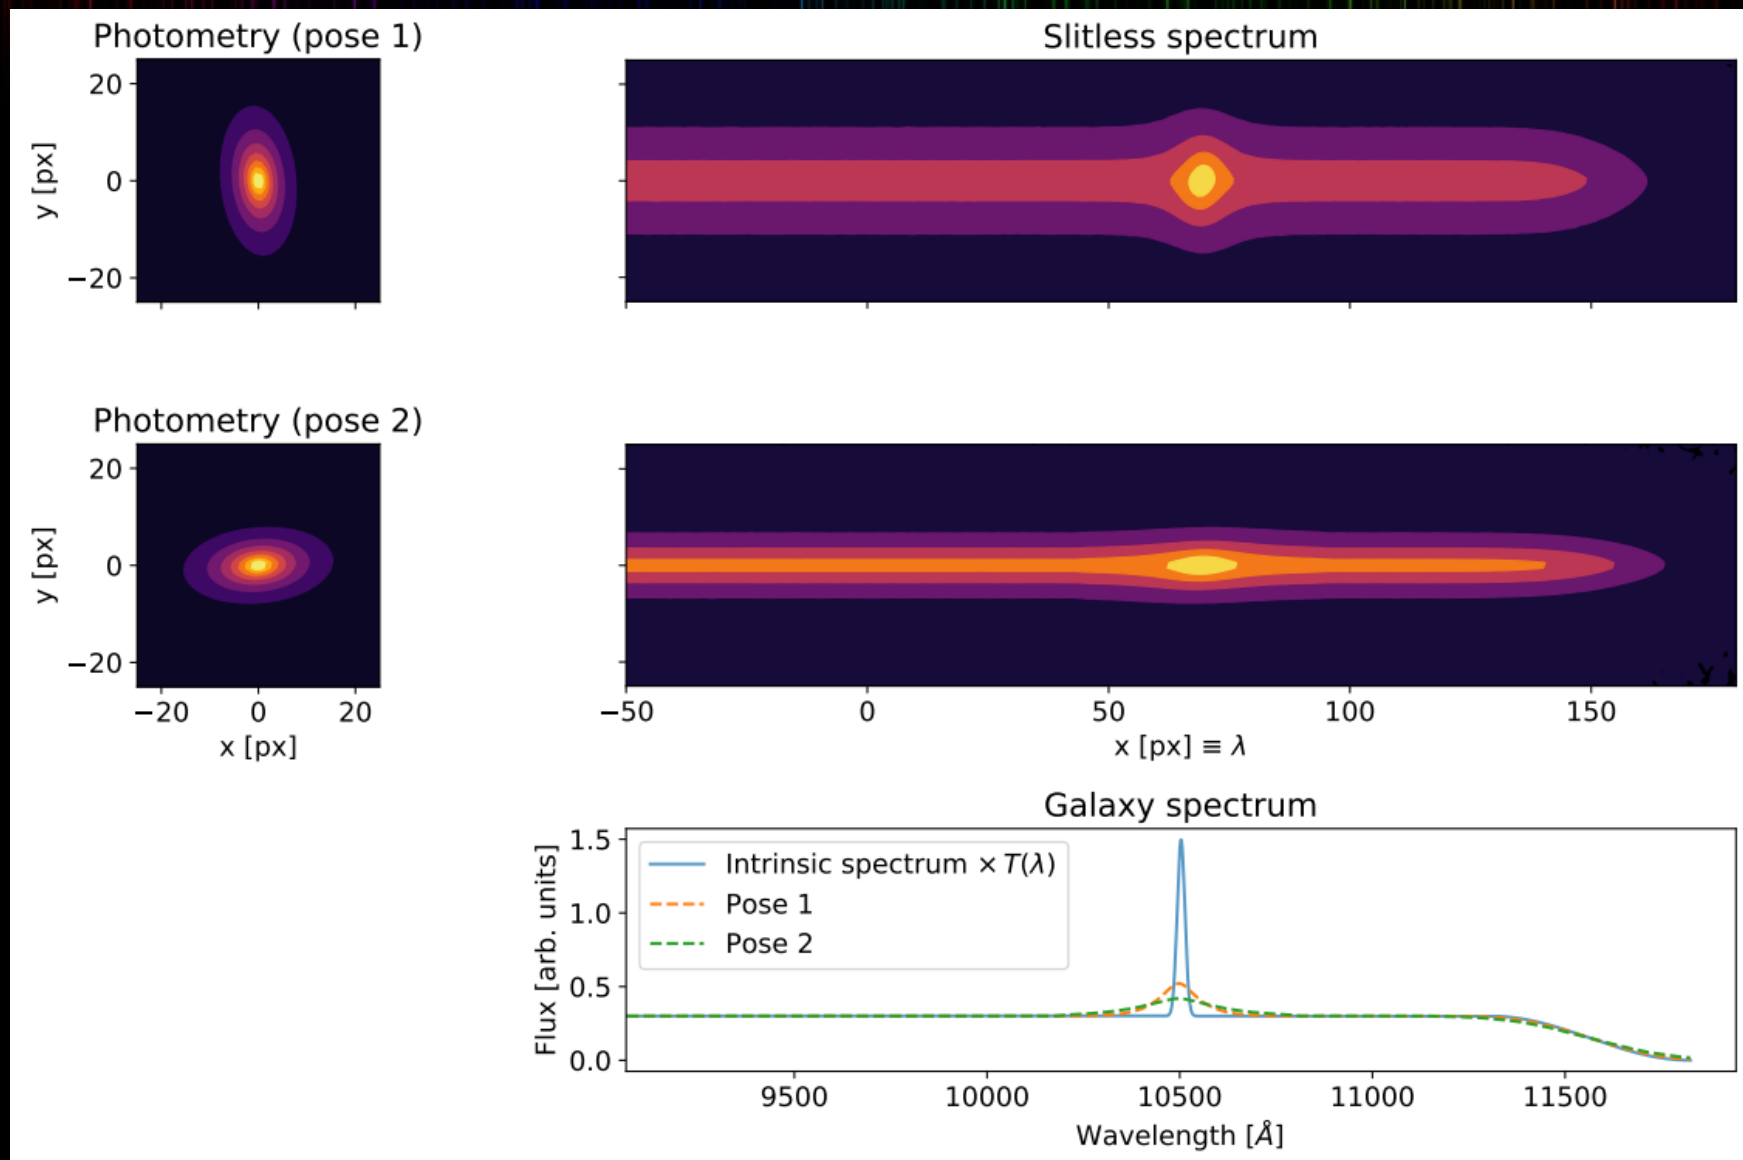 Photometry (pose 1)
Slitless spectrum
20
0
−20
y [px]
Photometry (pose 2)
20
0
−20
y [px]
−20 0 20
x [px]
−50 0 50 100 150
x [px] ≡ λ
Galaxy spectrum
1.5
1.0
0.5
0.0
Flux [arb. units]
Intrinsic spectrum × T(λ)
Pose 1
Pose 2
9500 10000 10500 11000 11500
Wavelength [Å]